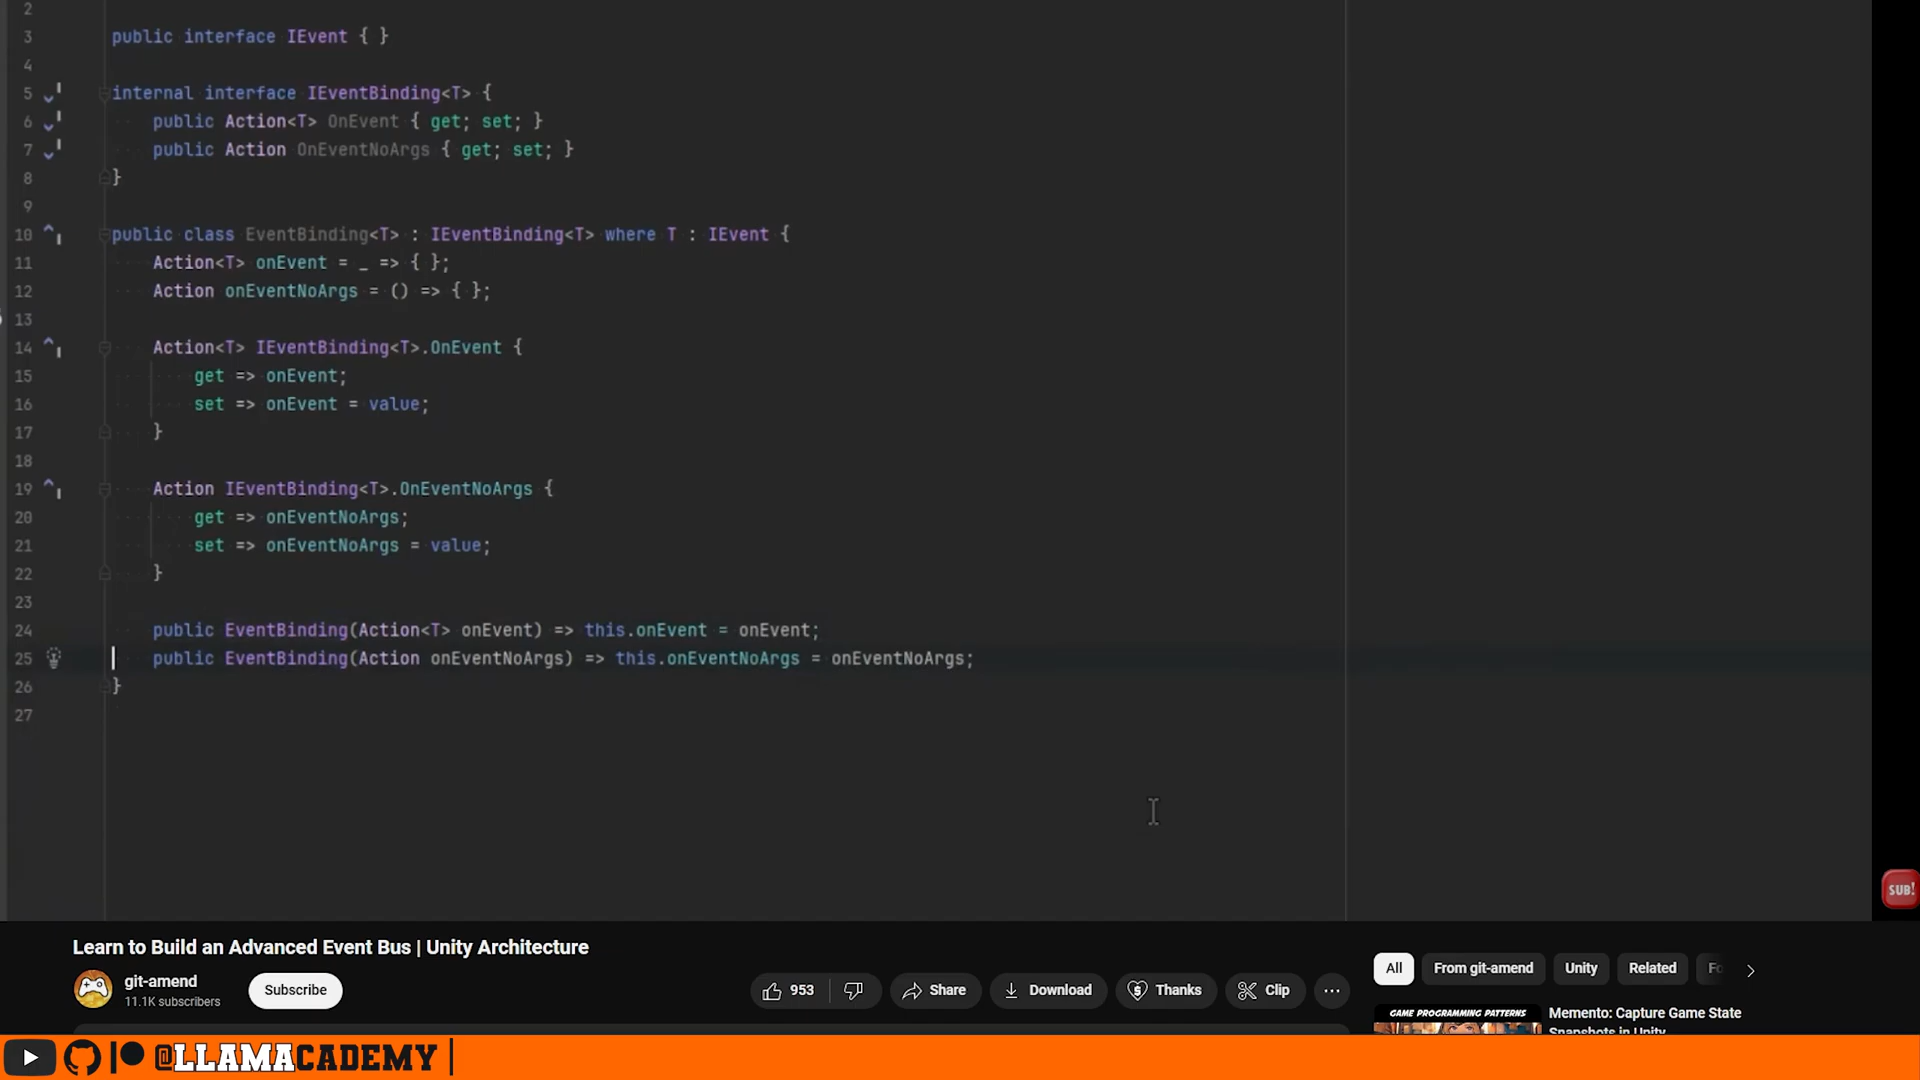 2
3 public interface IEvent { }
4
5 internal interface IEventBinding<T> {
6 public Action<T> OnEvent { get; set; }
7 public Action OnEventNoArgs { get; set; }
8 }
9
10 public class EventBinding<T> : IEventBinding<T> where T : IEvent {
11 Action<T> onEvent = _ => { };
12 Action onEventNoArgs = () => { };
13
14 Action<T> IEventBinding<T>.OnEvent {
15 get => onEvent;
16 set => onEvent = value;
17 }
18
19 Action IEventBinding<T>.OnEventNoArgs {
20 get => onEventNoArgs;
21 set => onEventNoArgs = value;
22 }
23
24 public EventBinding(Action<T> onEvent) => this.onEvent = onEvent;
25 public EventBinding(Action onEventNoArgs) => this.onEventNoArgs = onEventNoArgs;
26 }
27
SUB!
Learn to Build an Advanced Event Bus | Unity Architecture
git-amend
11.1K subscribers
Subscribe
953
Share
Download
Thanks
Clip
All
From git-amend
Unity
Related
GAME PROGRAMMING PATTERNS
Memento: Capture Game State
Snapshots in Unity
@LLAMACADEMY